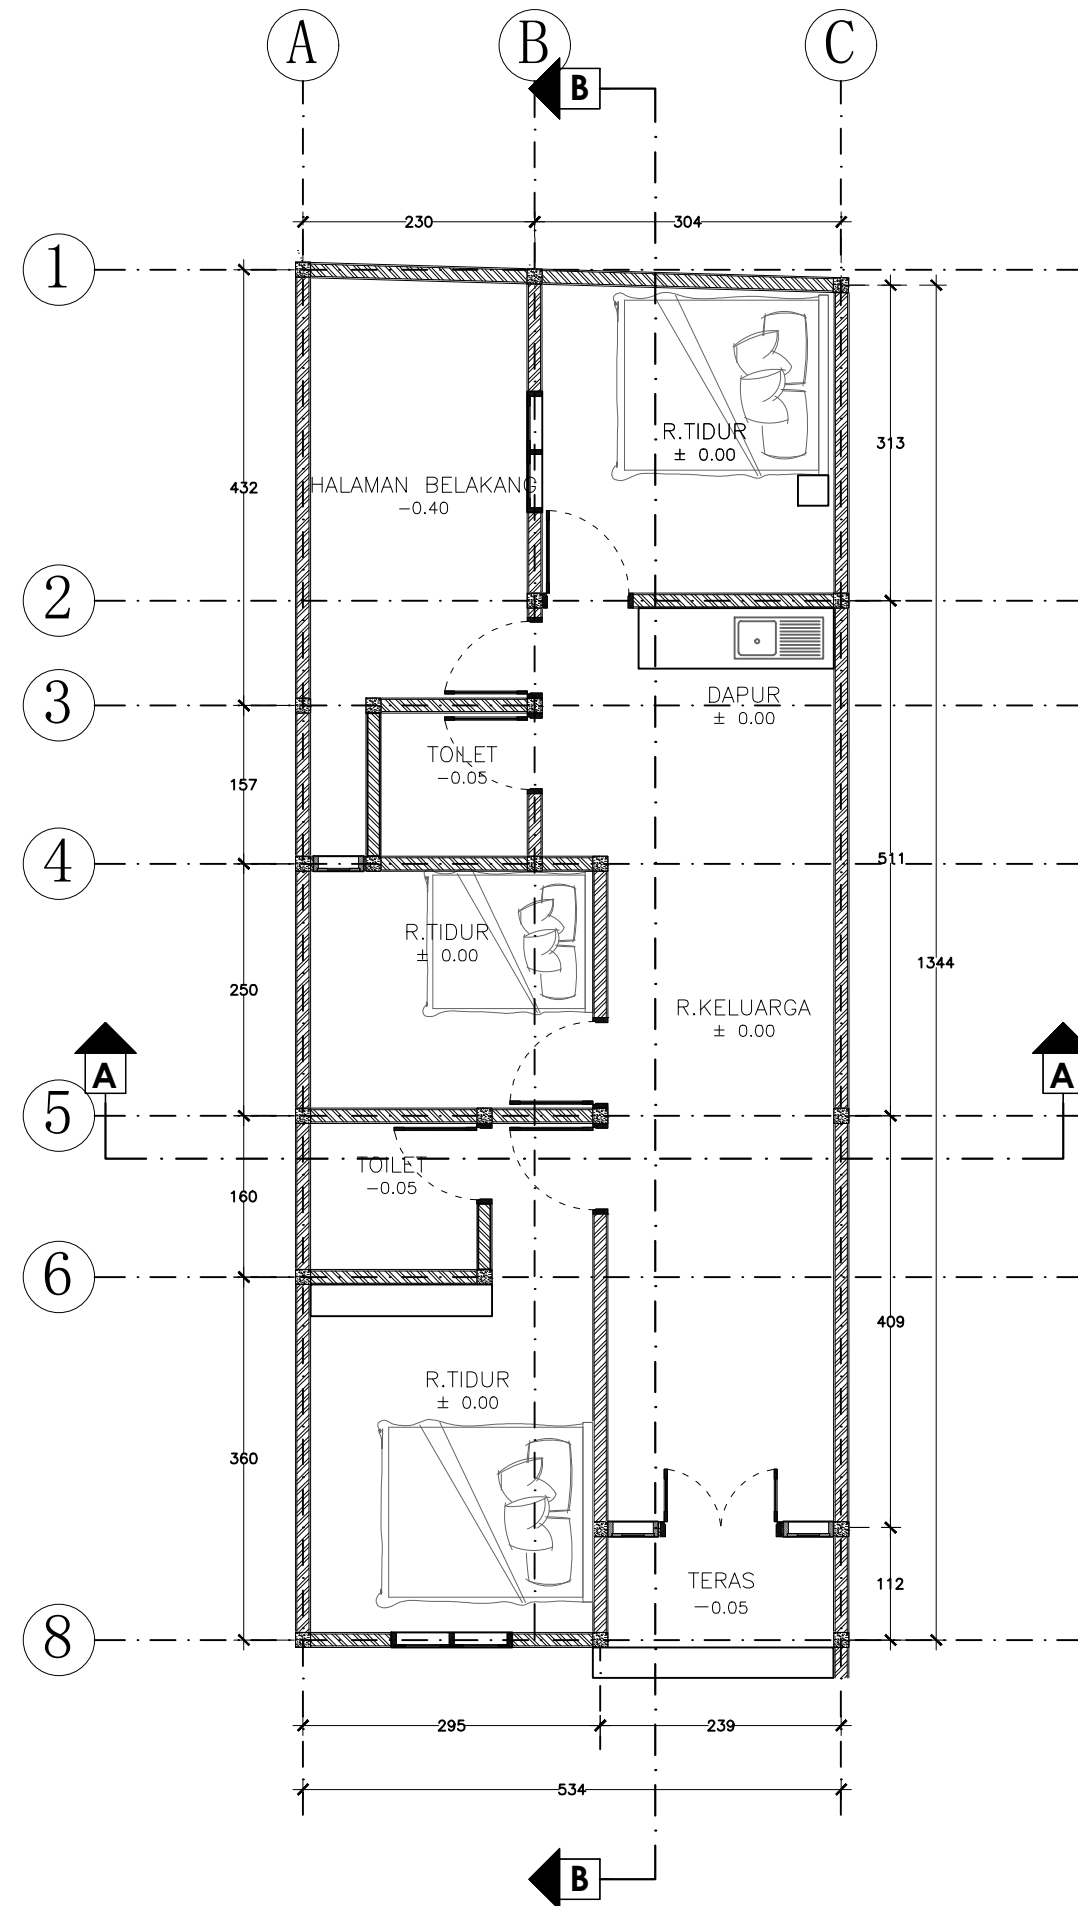 A
B
C
B
230
304
1
R.TIDUR
± 0.00
313
HALAMAN BELAKANG
-0.40
432
2
3
DAPUR
± 0.00
TOILET
-0.05
157
4
511
R.TIDUR
± 0.00
1344
250
R.KELUARGA
± 0.00
A
A
5
TOILET
-0.05
160
6
409
R.TIDUR
± 0.00
360
TERAS
-0.05
112
8
295
239
534
B